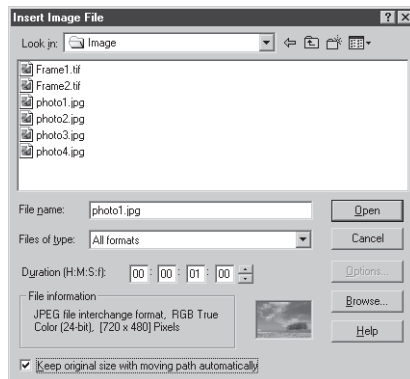 Insert Image File
Look in: Image
Frame1.tif
Frame2.tif
photo1.jpg
photo2.jpg
photo3.jpg
photo4.jpg
File name: photo1.jpg Open
Files of type: All formats Cancel
Duration (H:M:S:f): 00 : 00 : 01 : 00 Options...
File information
JPEG file interchange format, RGB True
Color (24-bit), [720 x 480] Pixels
Browse...
Help
Keep original size with moving path automatically